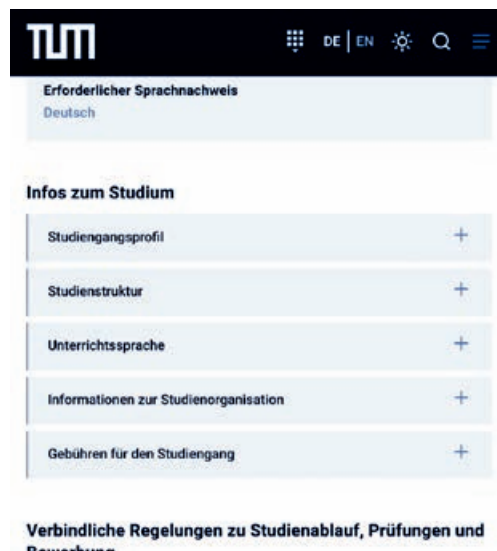 TUM
DE | EN
Erforderlicher Sprachnachweis
Deutsch
Infos zum Studium
Studiengangsprofil
Studienstruktur
Unterrichtssprache
Informationen zur Studienorganisation
Gebühren für den Studiengang
Verbindliche Regelungen zu Studienablauf, Prüfungen und
Bewerbung